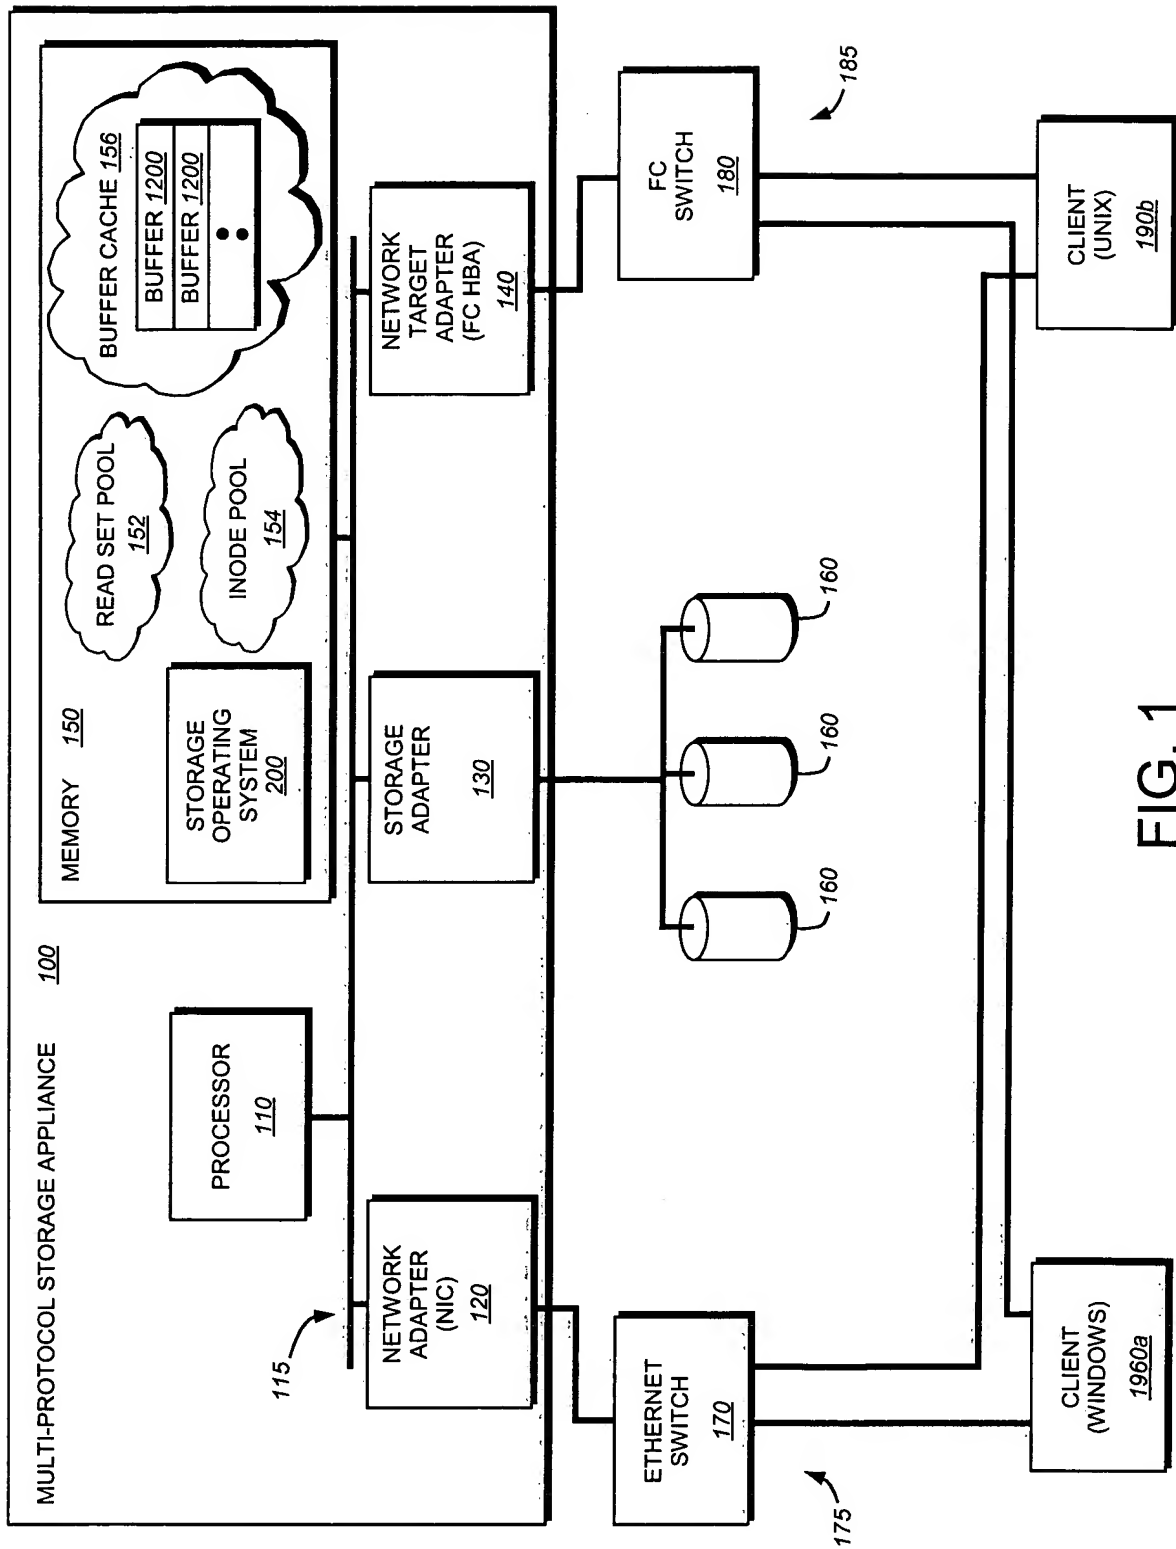 MULTI-PROTOCOL STORAGE APPLIANCE 100
PROCESSOR
110
MEMORY 150
STORAGE
OPERATING
SYSTEM
200
READ SET POOL
152
INODE POOL
154
BUFFER CACHE 156
BUFFER 1200
BUFFER 1200
115
NETWORK
ADAPTER
(NIC)
120
STORAGE
ADAPTER
130
NETWORK
TARGET
ADAPTER
(FC HBA)
140
ETHERNET
SWITCH
170
160
160
160
FC
SWITCH
180
175
185
CLIENT
(WINDOWS)
1960a
CLIENT
(UNIX)
190b
FIG. 1